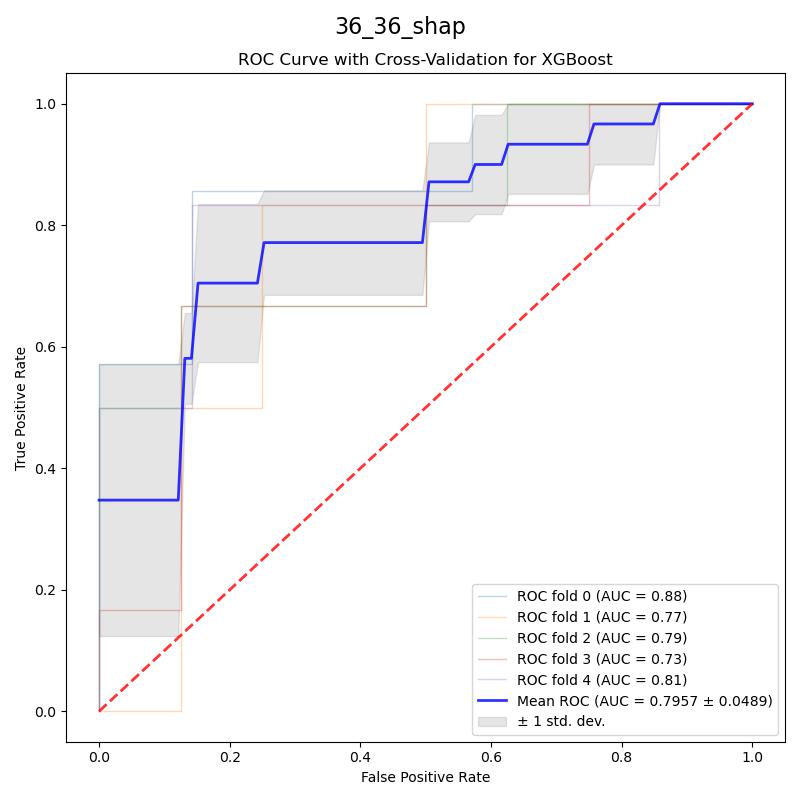 36_36_shap
ROC Curve with Cross-Validation for XGBoost
True Positive Rate
1.0
0.8
0.6
0.4
0.2
0.0
ROC fold 0 (AUC = 0.88)
ROC fold 1 (AUC = 0.77)
ROC fold 2 (AUC = 0.79)
ROC fold 3 (AUC = 0.73)
ROC fold 4 (AUC = 0.81)
Mean ROC (AUC = 0.7957 ± 0.0489)
± 1 std. dev.
0.0 0.2 0.4 0.6 0.8 1.0
False Positive Rate